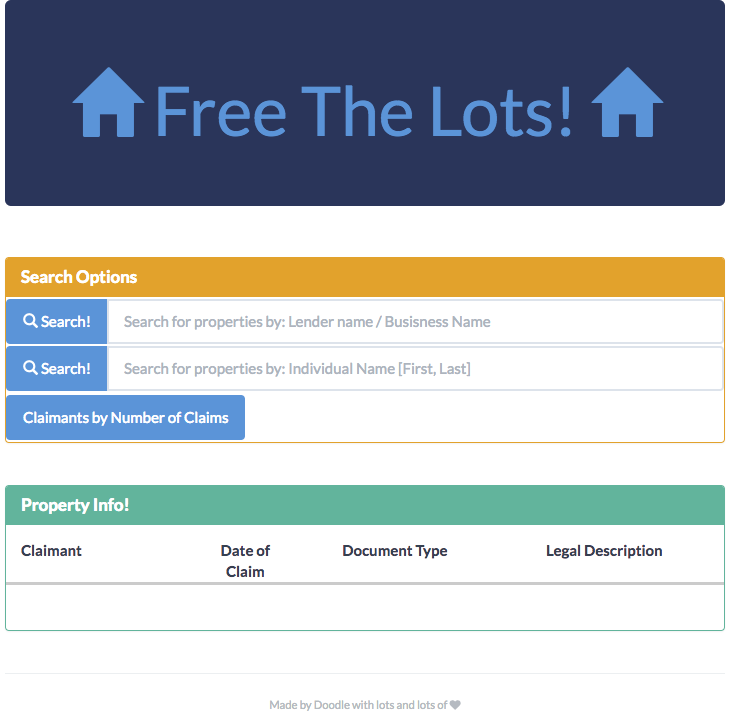 Free The Lots!
Search Options
Search! Search for properties by: Lender name / Busisness Name
Search! Search for properties by: Individual Name [First, Last]
Claimants by Number of Claims
Property Info!
Claimant Date of Claim Document Type Legal Description
Made by Doodle with lots and lots of